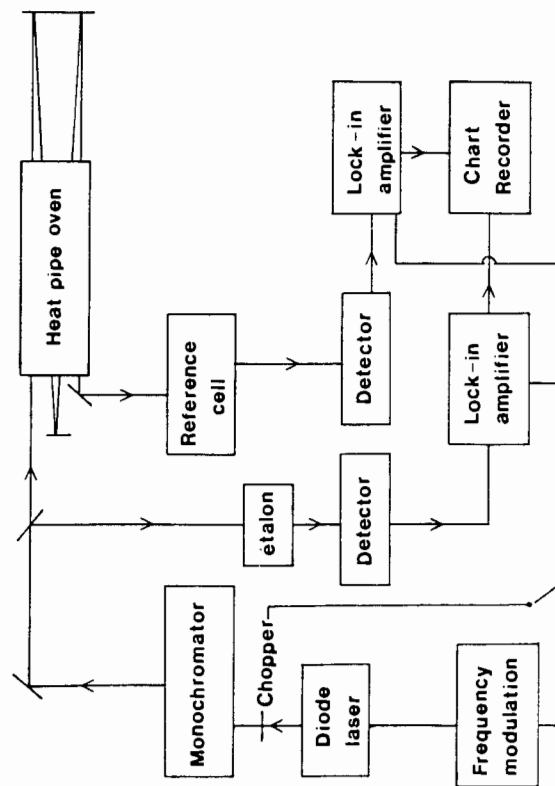 Heat pipe oven
Lock-in
amplifier
Chart
Recorder
Reference
cell
Detector
Lock-in
amplifier
étalon
Detector
Monochromator
Chopper
Diode
laser
Frequency
modulation